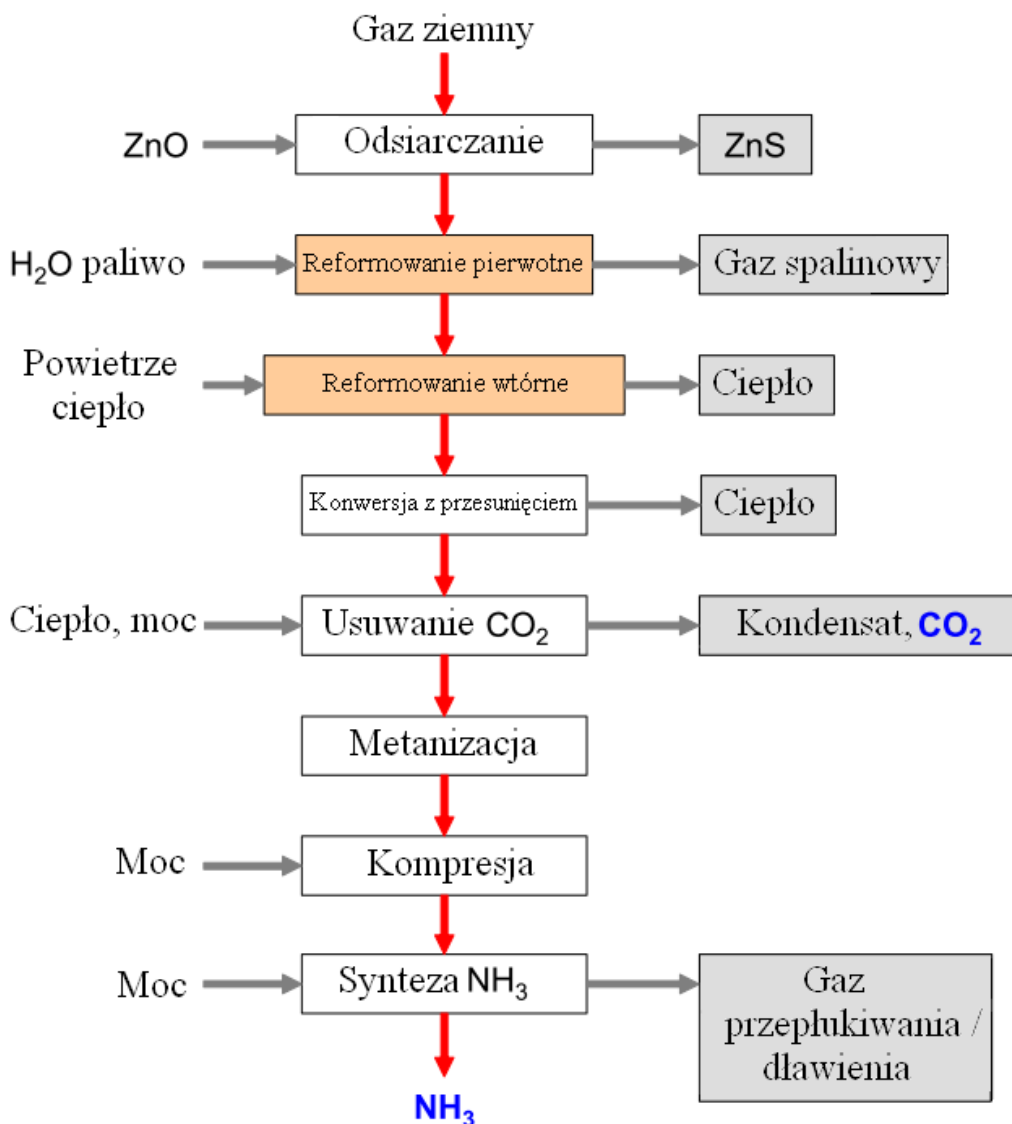 Gaz ziemny
ZnO
Odsiarczanie
ZnS
H₂O paliwo
Reformowanie pierwotne
Gaz spalinowy
Powietrze
ciepło
Reformowanie wtórne
Ciepło
Konwersja z przesunięciem
Ciepło
Ciepło, moc
Usuwanie CO₂
Kondensat, CO₂
Metanizacja
Moc
Kompresja
Moc
Synteza NH₃
Gaz
przepłukiwania /
dławienia
NH₃